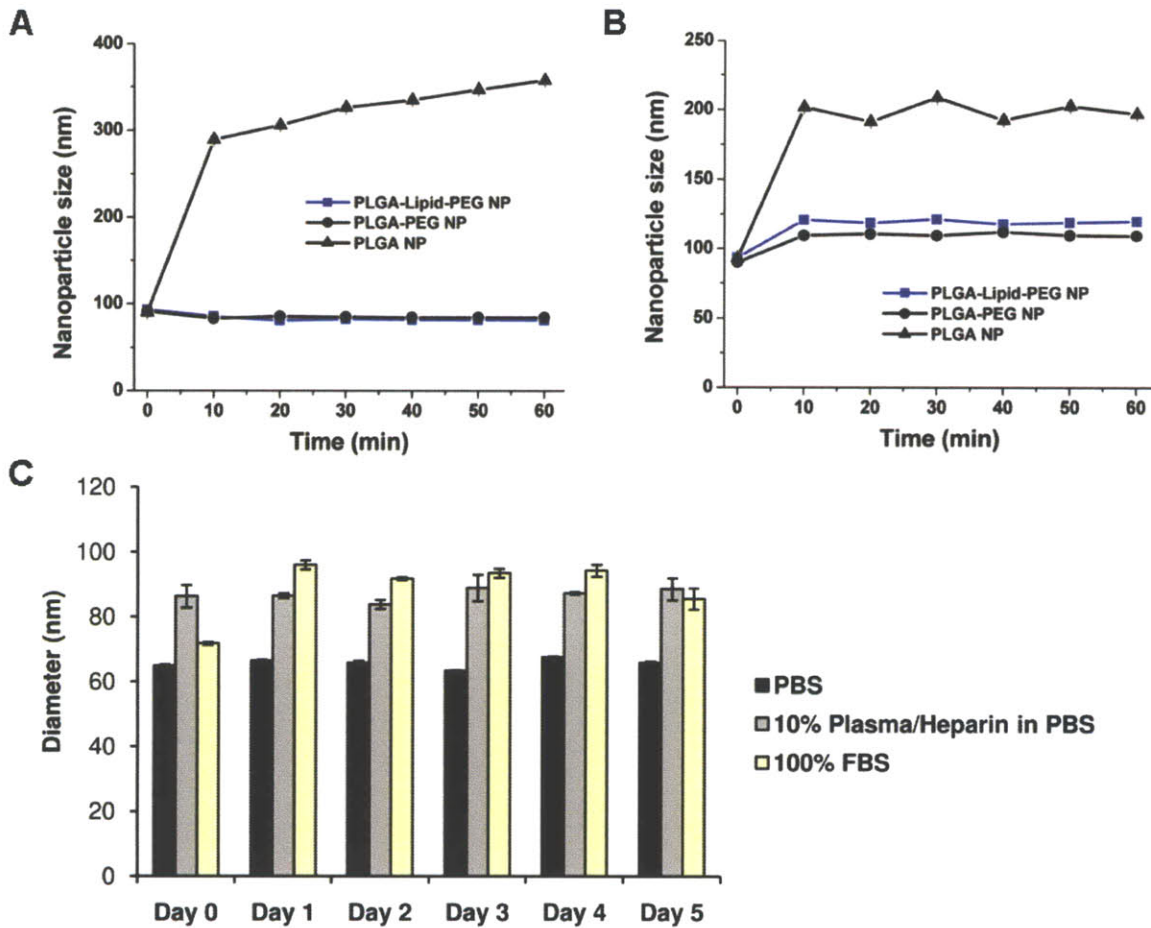 A
Nanoparticle size (nm)
400
300
200
100
0
PLGA-Lipid-PEG NP
PLGA-PEG NP
PLGA NP
0 10 20 30 40 50 60
Time (min)
B
Nanoparticle size (nm)
250
200
150
100
50
0
PLGA-Lipid-PEG NP
PLGA-PEG NP
PLGA NP
0 10 20 30 40 50 60
Time (min)
C
Diameter (nm)
120
100
80
60
40
20
0
Day 0 Day 1 Day 2 Day 3 Day 4 Day 5
PBS
10% Plasma/Heparin in PBS
100% FBS